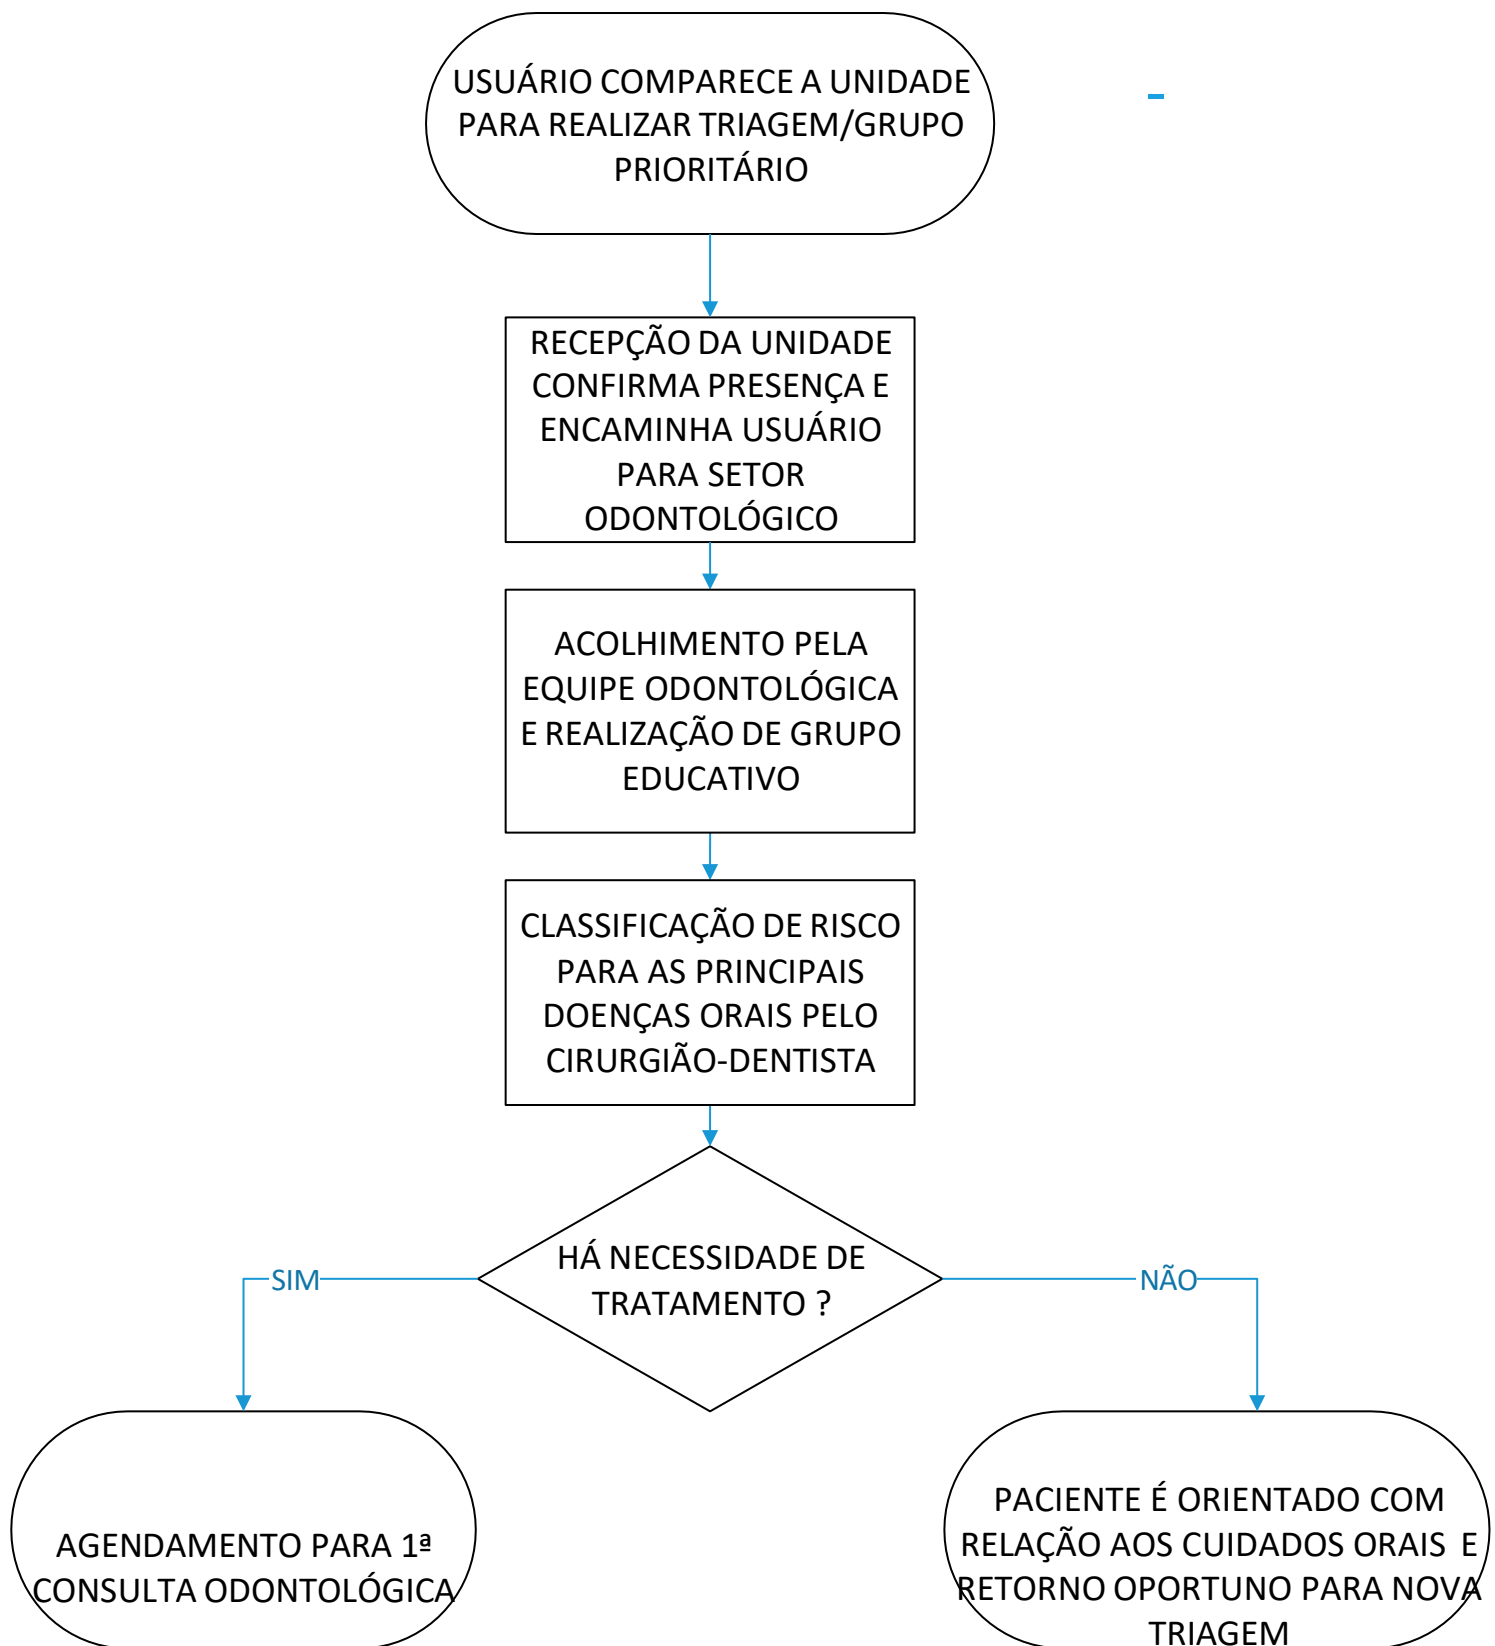 USUÁRIO COMPARECE A UNIDADE
PARA REALIZAR TRIAGEM/GRUPO
PRIORITÁRIO
RECEPÇÃO DA UNIDADE
CONFIRMA PRESENÇA E
ENCAMINHA USUÁRIO
PARA SETOR
ODONTOLÓGICO
ACOLHIMENTO PELA
EQUIPE ODONTOLÓGICA
E REALIZAÇÃO DE GRUPO
EDUCATIVO
CLASSIFICAÇÃO DE RISCO
PARA AS PRINCIPAIS
DOENÇAS ORAIS PELO
CIRURGIÃO-DENTISTA
HÁ NECESSIDADE DE
TRATAMENTO ?
SIM
NÃO
AGENDAMENTO PARA 1ª
CONSULTA ODONTOLÓGICA
PACIENTE É ORIENTADO COM
RELAÇÃO AOS CUIDADOS ORAIS E
RETORNO OPORTUNO PARA NOVA
TRIAGEM